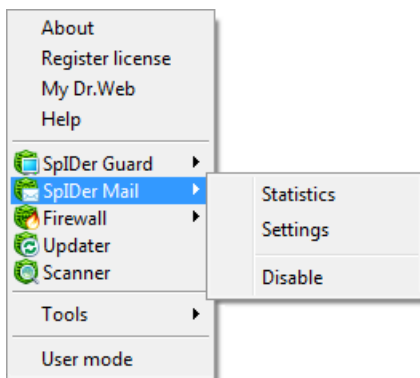 About
Register license
My Dr.Web
Help
SpIDer Guard
SpIDer Mail
Firewall
Updater
Scanner
Tools
User mode
Statistics
Settings
Disable